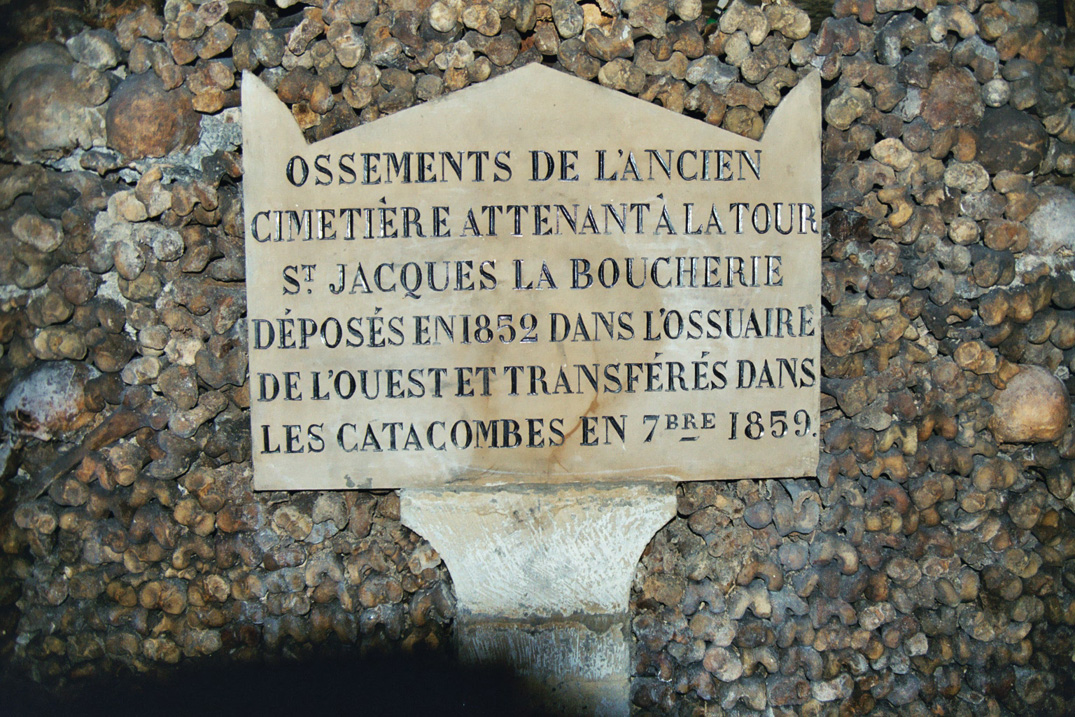 OSSEMENTS DE L'ANCIEN
CIMETIÈRE ATTENANT À LA TOUR
ST. JACQUES LA BOUCHERIE
DÉPOSÉS EN 1852 DANS L'OSSUAIRE
DE L'OUEST ET TRANSFÉRÉS DANS
LES CATACOMBES EN 7BRE 1859.